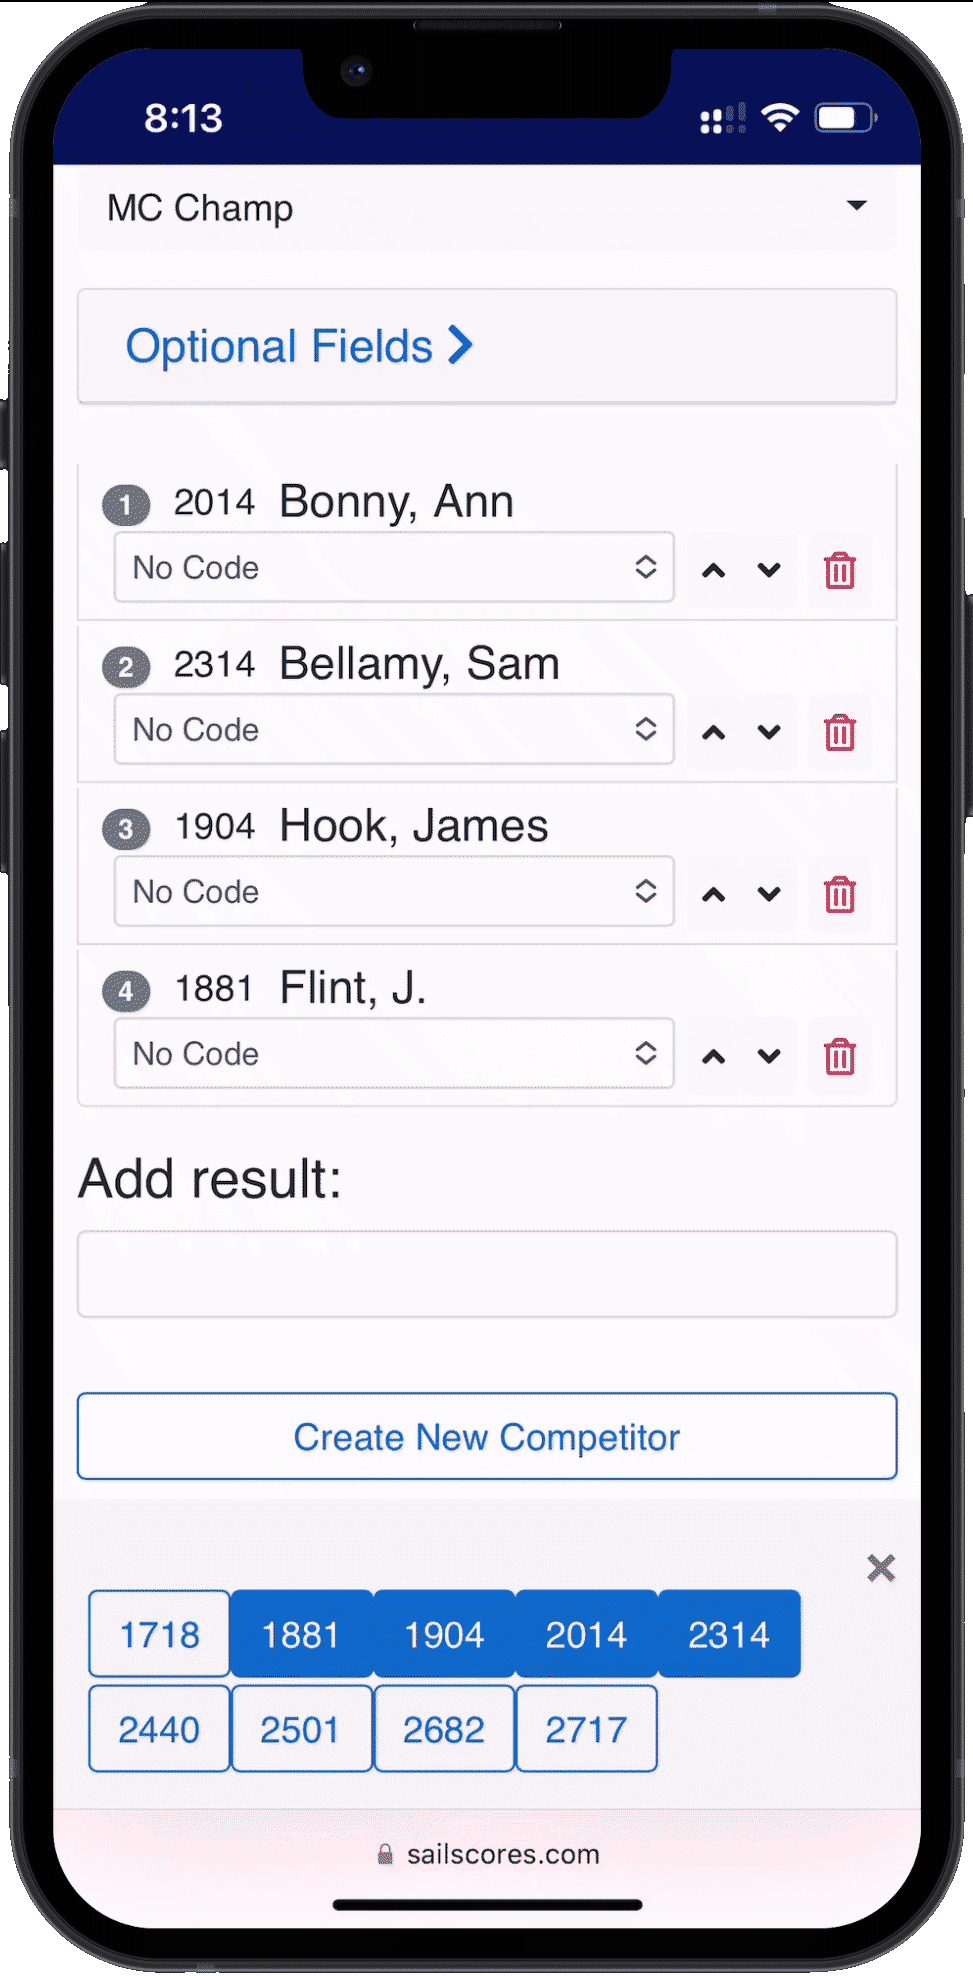 8:13
MC Champ
Optional Fields
1 2014 Bonny, Ann
No Code
2 2314 Bellamy, Sam
No Code
3 1904 Hook, James
No Code
4 1881 Flint, J.
No Code
Add result:
Create New Competitor
1718 1881 1904 2014 2314
2440 2501 2682 2717
sailscores.com